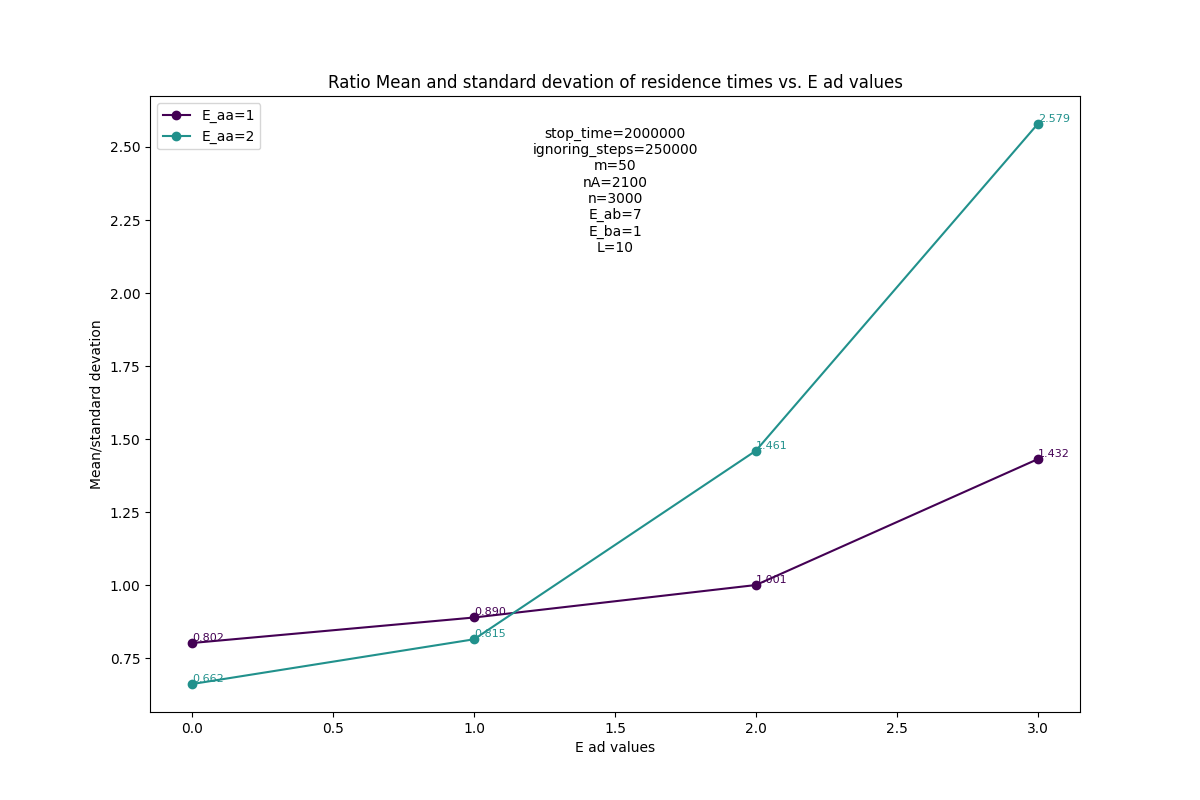 Ratio Mean and standard devation of residence times vs. E ad values
E_aa=1
E_aa=2
stop_time=2000000
ignoring_steps=250000
m=50
nA=2100
n=3000
E_ab=7
E_ba=1
L=10
2.579
1.461
1.432
1.001
0.890
0.815
0.802
0.662
2.50
2.25
2.00
1.75
1.50
1.25
1.00
0.75
Mean/standard devation
0.0 0.5 1.0 1.5 2.0 2.5 3.0
E ad values